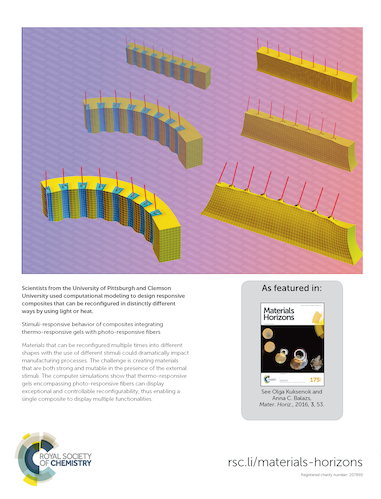 Scientists from the University of Pittsburgh and Clemson
University used computational modeling to design responsive
composites that can be reconfigured in distinctly different
ways by using light or heat.
Stimuli-responsive behavior of composites integrating
thermo-responsive gels with photo-responsive fibers
Materials that can be reconfigured multiple times into different
shapes with the use of different stimuli could dramatically impact
manufacturing processes. The challenge is creating materials
that are both strong and mutable in the presence of the external
stimuli. The computer simulations show that thermo-responsive
gels encompassing photo-responsive fibers can display
exceptional and controllable reconfigurability, thus enabling a
single composite to display multiple functionalities.
As featured in:
Materials
Horizons
175
See Olga Kuksenok and
Anna C. Balazs,
Mater. Horiz., 2016, 3, 53.
ROYAL SOCIETY
OF CHEMISTRY
rsc.li/materials-horizons
Registered charity number: 207890